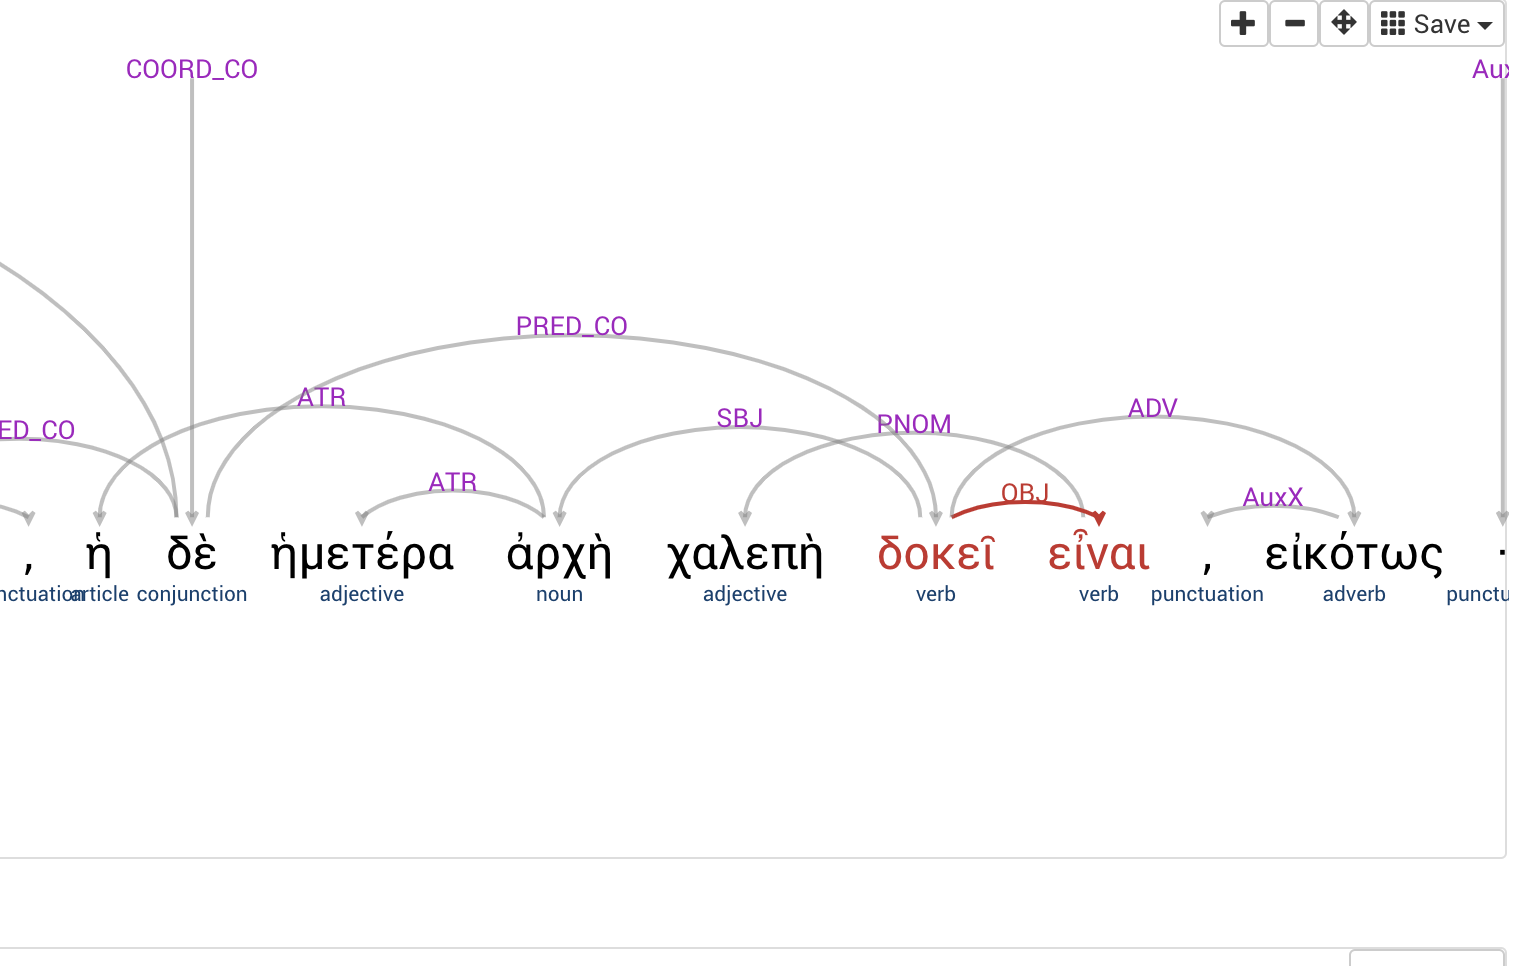 Save
COORD_CO Aux
PRED_CO
ATR
ADV
SBJ
PNOM
ED_CO
ATR
OBJ
AuxX
, ἡ δὲ ἡμετέρα ἀρχὴ χαλεπὴ δοκεῖ εἶναι , εἰκότως ·
nctuation article conjunction adjective noun adjective verb verb punctuation adverb punctu